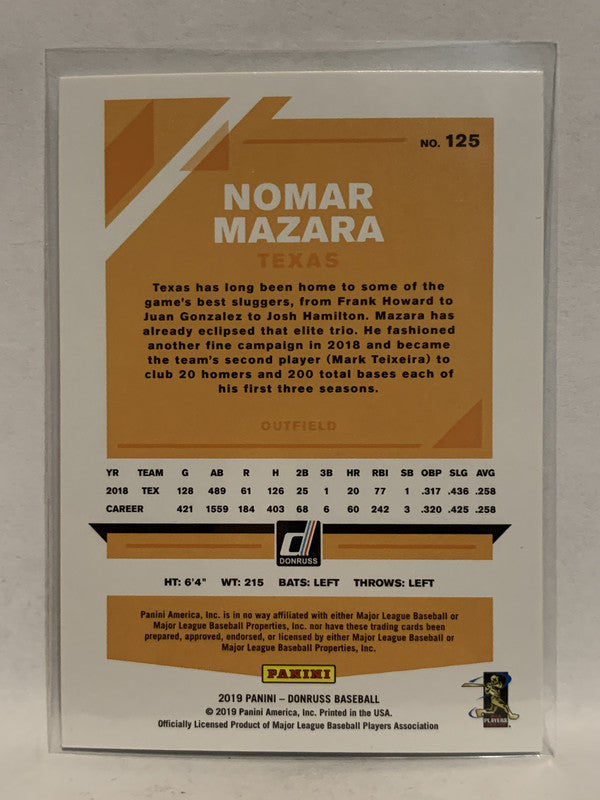 NO. 125
NOMAR
MAZARA
TEXAS
Texas has long been home to some of the
game's best sluggers, from Frank Howard to
Juan Gonzalez to Josh Hamilton. Mazara has
already eclipsed that elite trio. He fashioned
another fine campaign in 2018 and became
the team's second player (Mark Teixeira) to
club 20 homers and 200 total bases each of
his first three seasons.
OUTFIELD
YR TEAM G AB R H 2B 3B HR RBI SB OBP SLG AVG
2018 TEX 128 489 61 126 25 1 20 77 1 .317 .436 .258
CAREER 421 1559 184 403 68 6 60 242 3 .320 .425 .258
d
DONRUSS
HT: 6'4" WT: 215 BATS: LEFT THROWS: LEFT
Panini America, Inc. is in no way affiliated with either Major League Baseball or
Major League Baseball Properties, Inc. nor have these trading cards been
prepared, approved, endorsed, or licensed by either Major League Baseball or
Major League Baseball Properties, Inc.
PANINI
2019 PANINI – DONRUSS BASEBALL
© 2019 Panini America, Inc. Printed in the USA.
Officially Licensed Product of Major League Baseball Players Association
PLAYERS